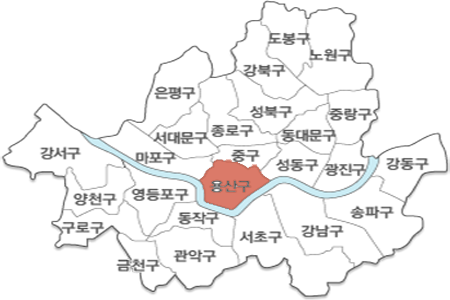 도봉구
노원구
강북구
은평구
성북구
중랑구
서대문구
종로구
동대문구
강서구
마포구
중구
성동구
광진구
강동구
용산구
양천구
영등포구
동작구
송파구
구로구
서초구
강남구
금천구
관악구